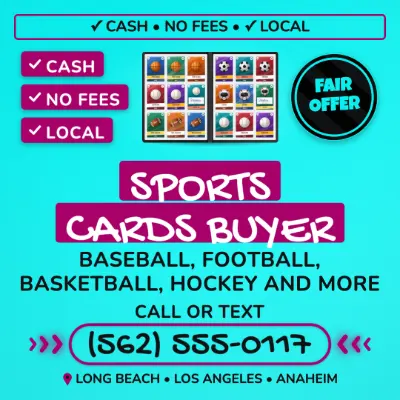 ✓ CASH • NO FEES • ✓ LOCAL
✓ CASH
✓ NO FEES
✓ LOCAL
FAIR
OFFER
SPORTS
CARDS BUYER
BASEBALL, FOOTBALL,
BASKETBALL, HOCKEY AND MORE
CALL OR TEXT
(562) 555-0117
LONG BEACH • LOS ANGELES • ANAHEIM